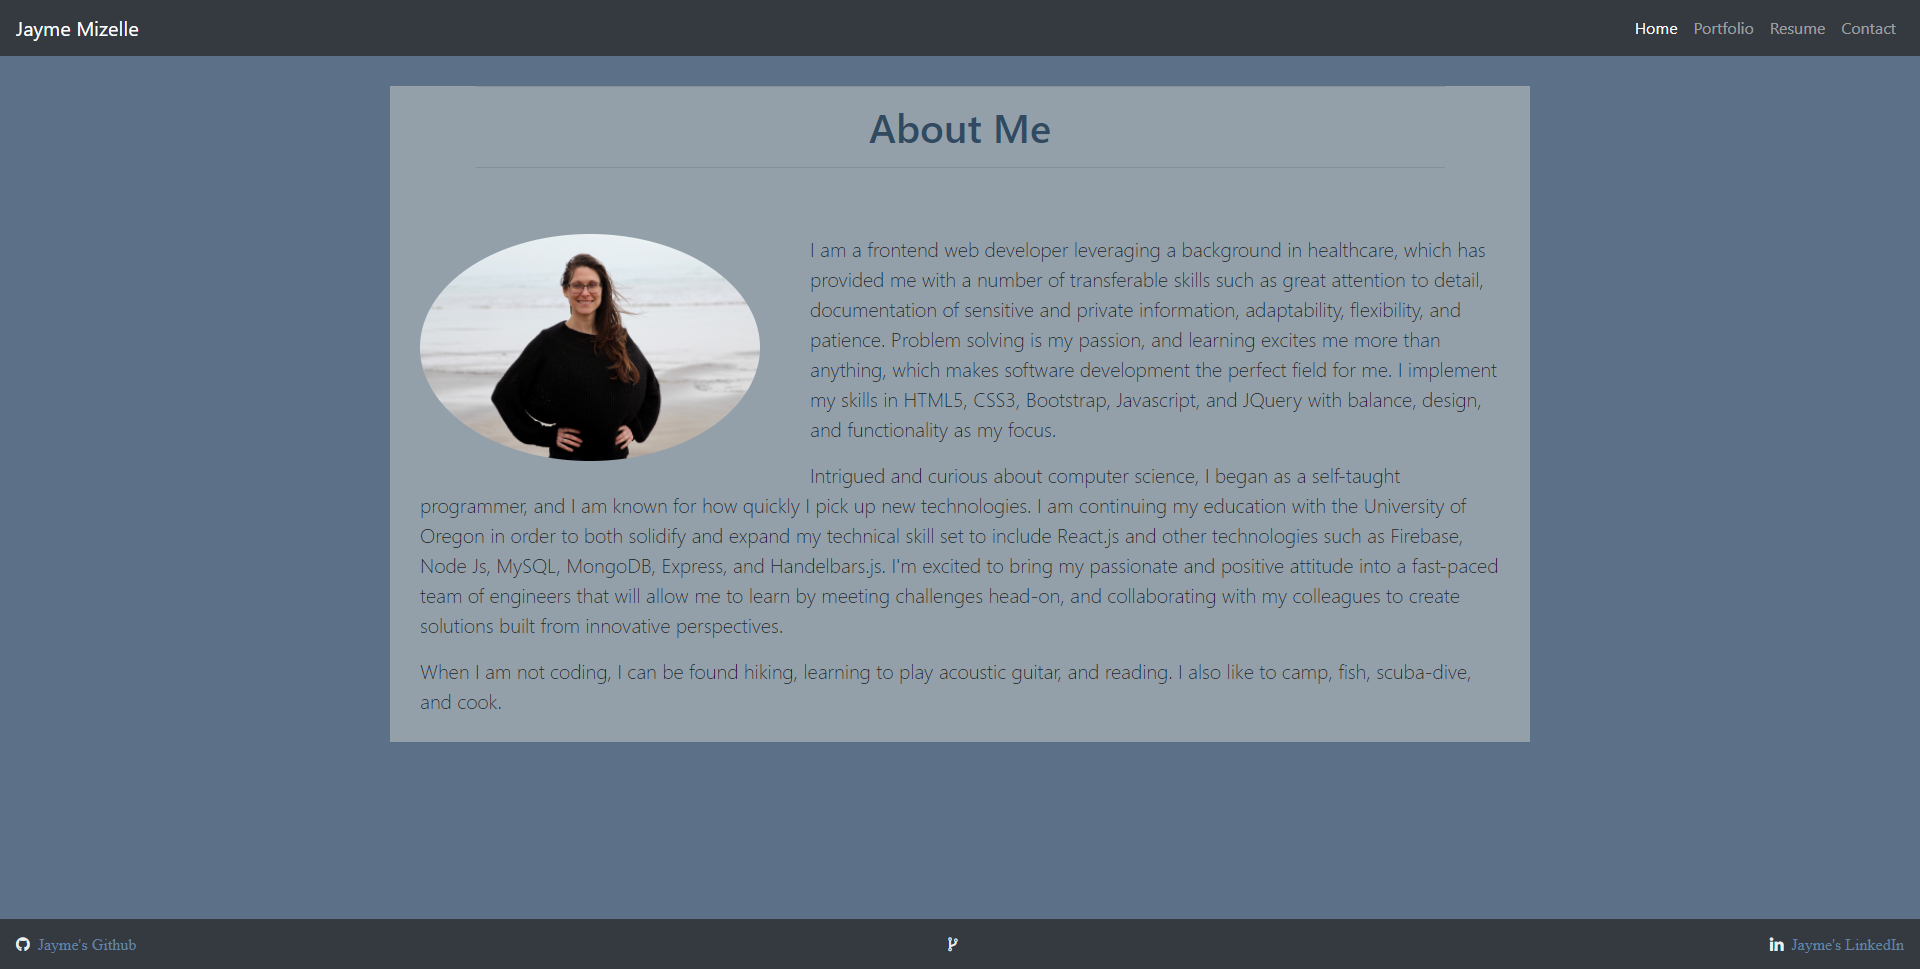 Jayme Mizelle
Home Portfolio Resume Contact
About Me
I am a frontend web developer leveraging a background in healthcare, which has
provided me with a number of transferable skills such as great attention to detail,
documentation of sensitive and private information, adaptability, flexibility, and
patience. Problem solving is my passion, and learning excites me more than
anything, which makes software development the perfect field for me. I implement
my skills in HTML5, CSS3, Bootstrap, Javascript, and JQuery with balance, design,
and functionality as my focus.
Intrigued and curious about computer science, I began as a self-taught
programmer, and I am known for how quickly I pick up new technologies. I am continuing my education with the University of
Oregon in order to both solidify and expand my technical skill set to include React.js and other technologies such as Firebase,
Node Js, MySQL, MongoDB, Express, and Handelbars.js. I'm excited to bring my passionate and positive attitude into a fast-paced
team of engineers that will allow me to learn by meeting challenges head-on, and collaborating with my colleagues to create
solutions built from innovative perspectives.
When I am not coding, I can be found hiking, learning to play acoustic guitar, and reading. I also like to camp, fish, scuba-dive,
and cook.
Jayme's Github
Jayme's LinkedIn